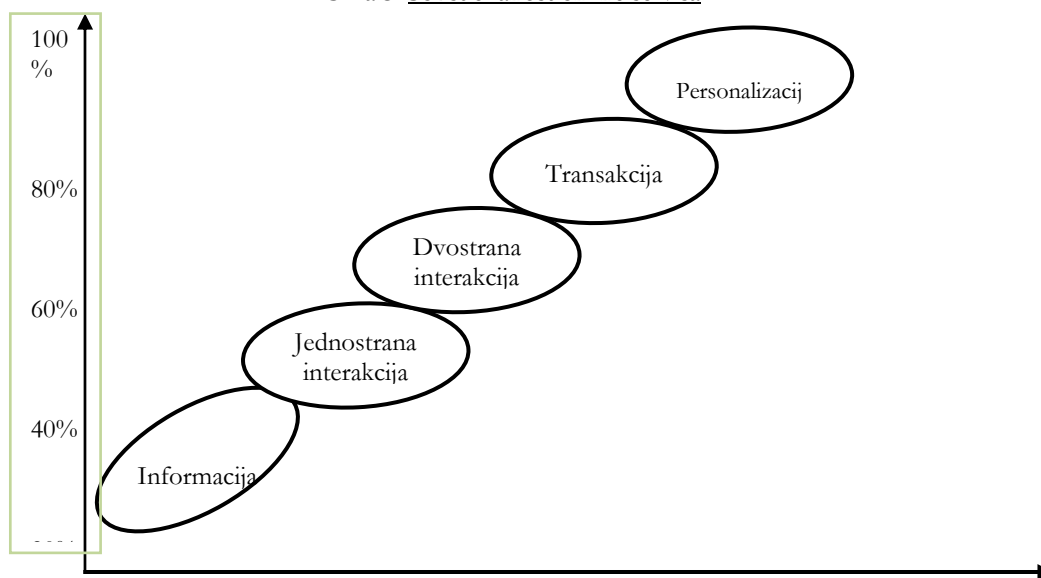 100
%
Personalizacij
Transakcija
80%
Dvostrana
interakcija
60%
Jednostrana
interakcija
40%
Informacija